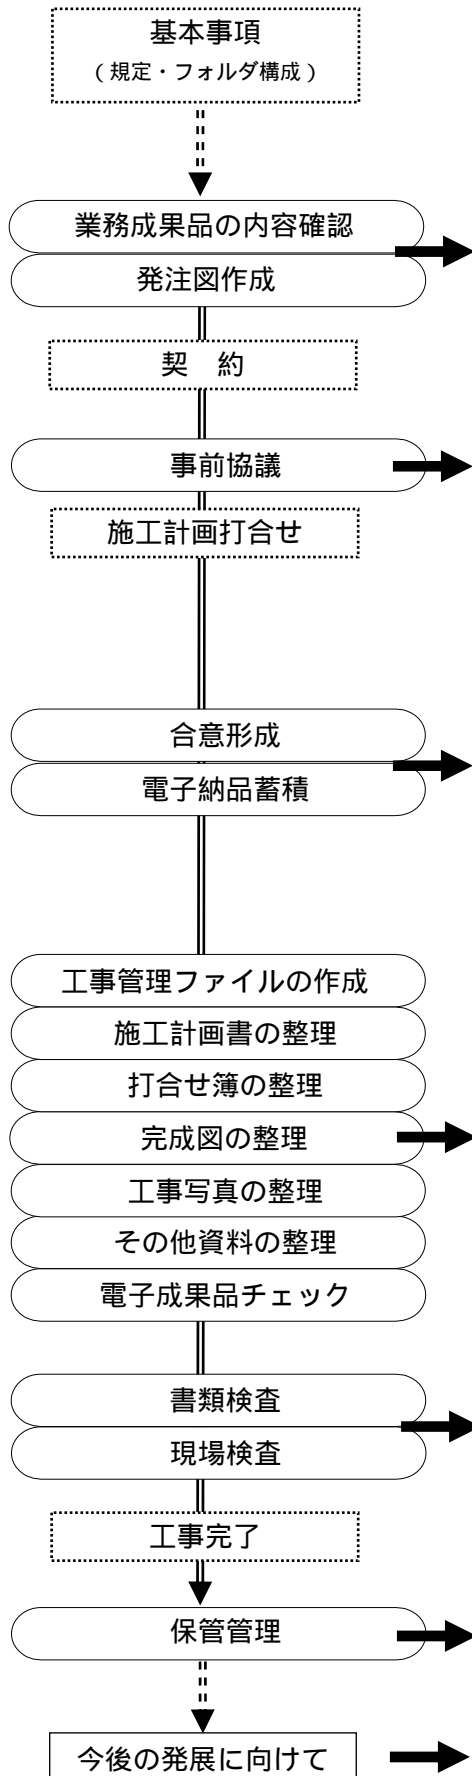 基本事項
（規定・フォルダ構成）
業務成果品の内容確認
発注図作成
契　約
事前協議
施工計画打合せ
合意形成
電子納品蓄積
工事管理ファイルの作成
施工計画書の整理
打合せ簿の整理
完成図の整理
工事写真の整理
その他資料の整理
電子成果品チェック
書類検査
現場検査
工事完了
保管管理
今後の発展に向けて